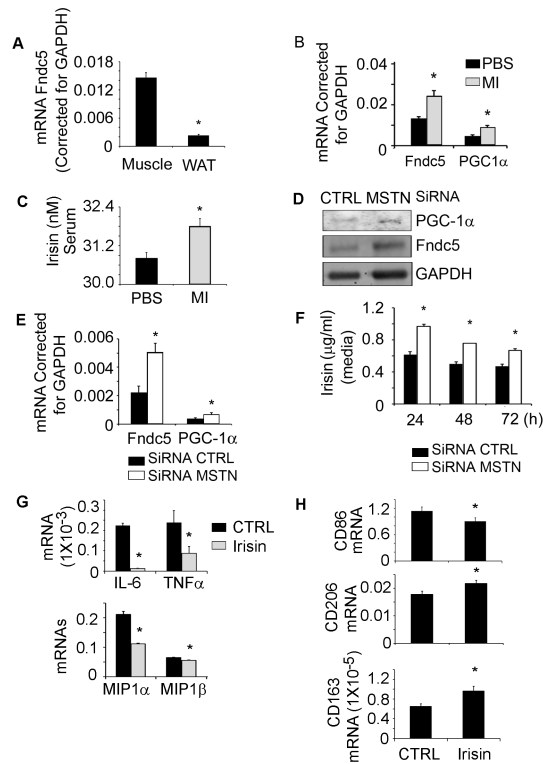 A
mRNA Fndc5
(Corrected for GAPDH)
0.018
0.012
0.006
0
*
Muscle WAT
B
mRNA Corrected
for GAPDH
0.04
0.02
0
*
*
PBS
MI
Fndc5 PGC1α
C
Irisin (nM)
Serum
32.4
31.2
30.0
*
PBS MI
D
CTRL MSTN SiRNA
PGC-1α
Fndc5
GAPDH
E
mRNA Corrected
for GAPDH
0.006
0.004
0.002
0
*
*
Fndc5 PGC-1α
SiRNA CTRL
SiRNA MSTN
F
Irisin (μg/ml)
(media)
1.2
0.8
0.4
0
*
*
*
24 48 72 (h)
SiRNA CTRL
SiRNA MSTN
G
mRNA
(1X10-3)
0.3
0.2
0.1
0
*
*
CTRL
Irisin
IL-6 TNFα
mRNAs
0.2
0.1
0
*
*
MIP1α MIP1β
H
CD86
mRNA
1.2
0.8
0.4
0
*
CD206
mRNA
0.02
0.01
0
*
CD163
mRNA (1X10-5)
1.2
0.8
0.4
0
*
CTRL Irisin